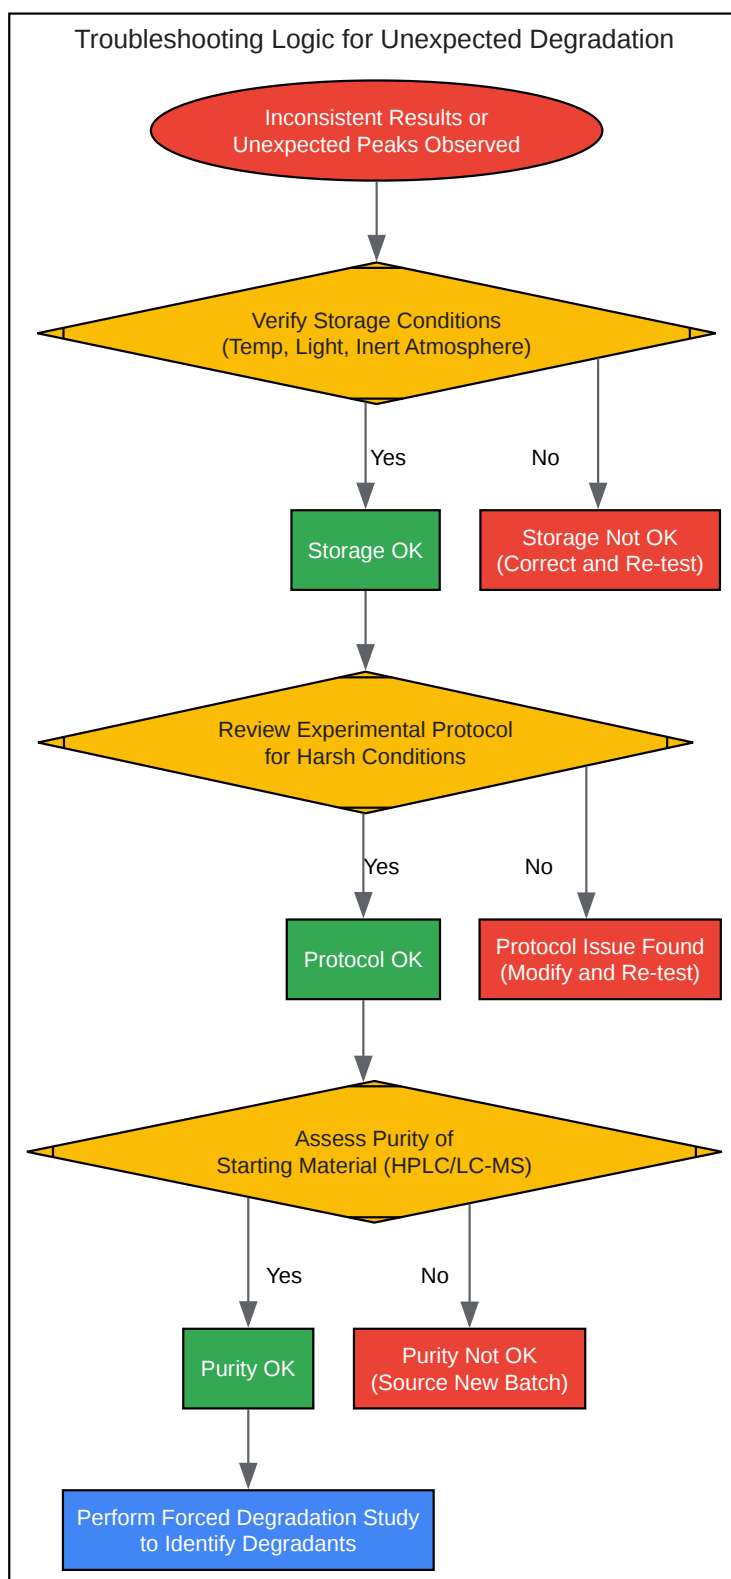 Troubleshooting Logic for Unexpected Degradation
Inconsistent Results or
Unexpected Peaks Observed
Verify Storage Conditions
(Temp, Light, Inert Atmosphere)
Yes
No
Storage OK
Storage Not OK
(Correct and Re-test)
Review Experimental Protocol
for Harsh Conditions
Yes
No
Protocol OK
Protocol Issue Found
(Modify and Re-test)
Assess Purity of
Starting Material (HPLC/LC-MS)
Yes
No
Purity OK
Purity Not OK
(Source New Batch)
Perform Forced Degradation Study
to Identify Degradants